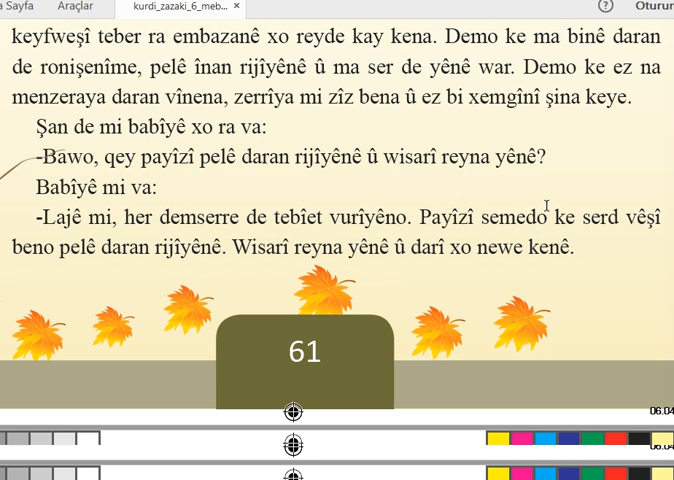 a Sayfa Araçlar kurdi_zazaki_6_meb... × ? Oturur
keyfweşî teber ra embazanê xo reyde kay kena. Demo ke ma binê daran
de ronişenîme, pelê înan rijîyênê û ma ser de yênê war. Demo ke ez na
menzeraya daran vînena, zerrîya mi zîz bena û ez bi xemgînî şina keye.
Şan de mi babîyê xo ra va:
-Bawo, qey payîzî pelê daran rijîyênê û wisarî reyna yênê?
Babîyê mi va:
-Lajê mi, her demserre de tebîet vurîyêno. Payîzî semedo ke serd vêşî
beno pelê daran rijîyênê. Wisarî reyna yênê û darî xo newe kenê.
61
06.04
06.04